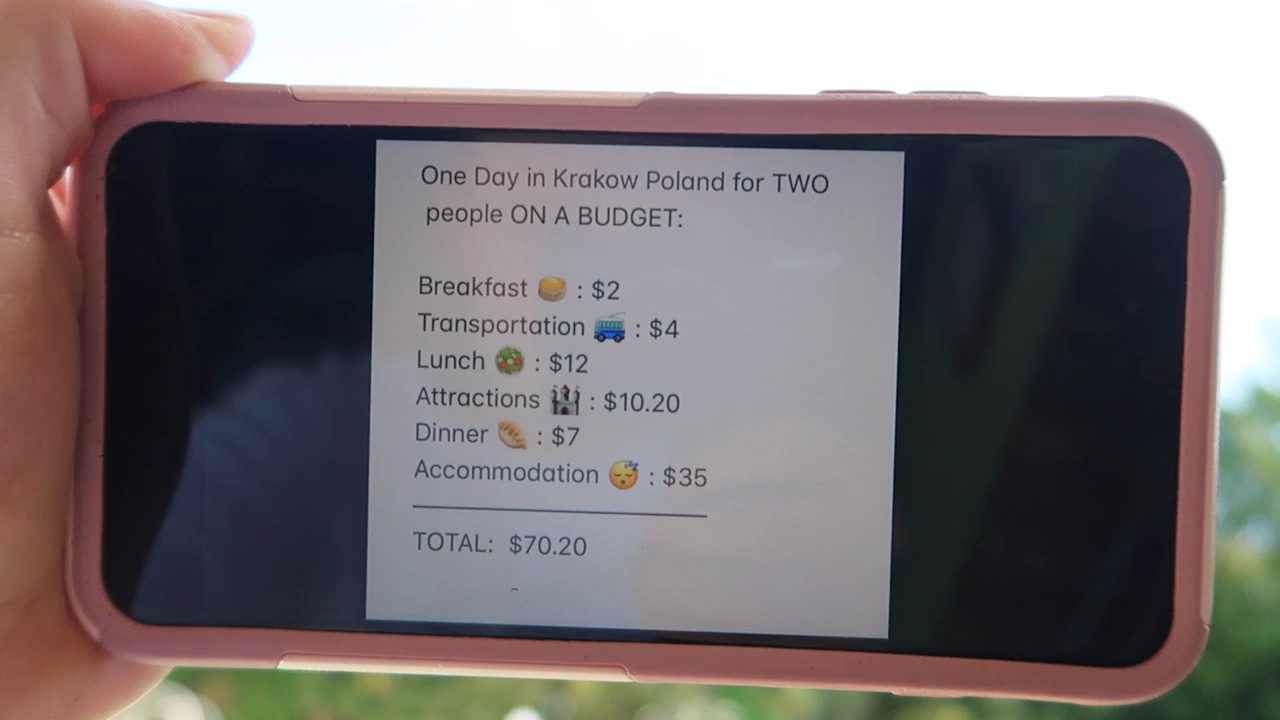 One Day in Krakow Poland for TWO
people ON A BUDGET:
Breakfast 🥞 : $2
Transportation 🚎 : $4
Lunch 🥗 : $12
Attractions 🏰 : $10.20
Dinner 🥟 : $7
Accommodation 😴 : $35
TOTAL: $70.20